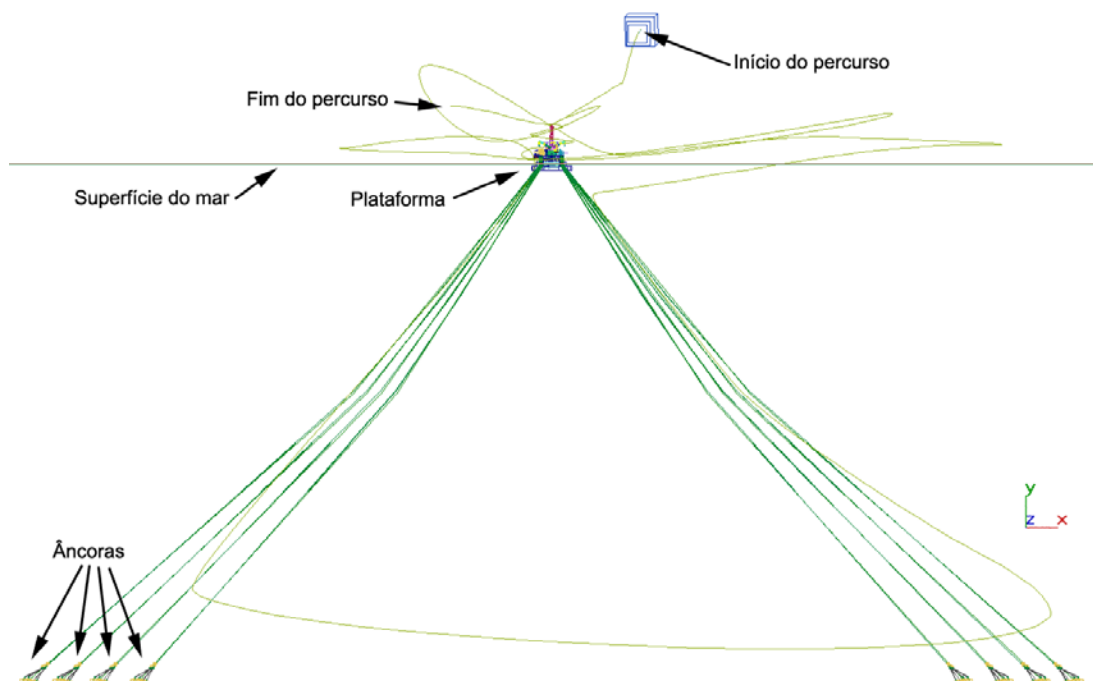 Início do percurso
Fim do percurso
Superfície do mar
Plataforma
y
z x
Âncoras